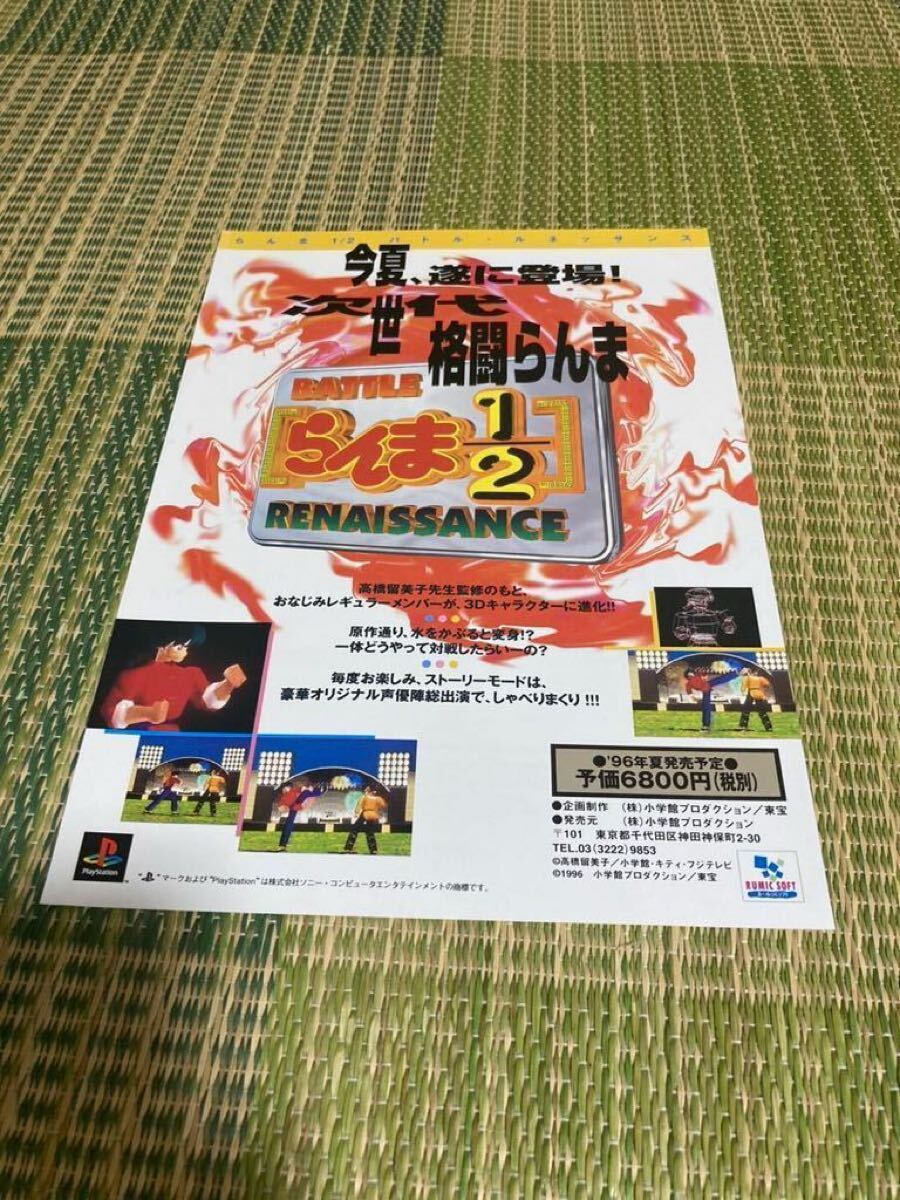 らんま 1/2 バトル・ルネッサンス
今夏、遂に登場!
次世代
格闘らんま
BATTLE
らんま 1/2
RENAISSANCE
高橋留美子先生監修のもと、
おなじみレギュラーメンバーが、3Dキャラクターに進化!!
原作通り、水をかぶると変身!?
一体どうやって対戦したらいーの?
毎度お楽しみ、ストーリーモードは、
豪華オリジナル声優陣総出演で、しゃべりまくり!!!
●'96年夏発売予定●
予価6800円(税別)
●企画制作 (株)小学館プロダクション/東宝
●発売元 (株)小学館プロダクション
〒101 東京都千代田区神田神保町2-30
TEL.03(3222)9853
©高橋留美子/小学館・キティ・フジテレビ
©1996 小学館プロダクション/東宝
PlayStation
マークおよび"PlayStation"は株式会社ソニー・コンピュータエンタテインメントの商標です。
RUMIC SOFT